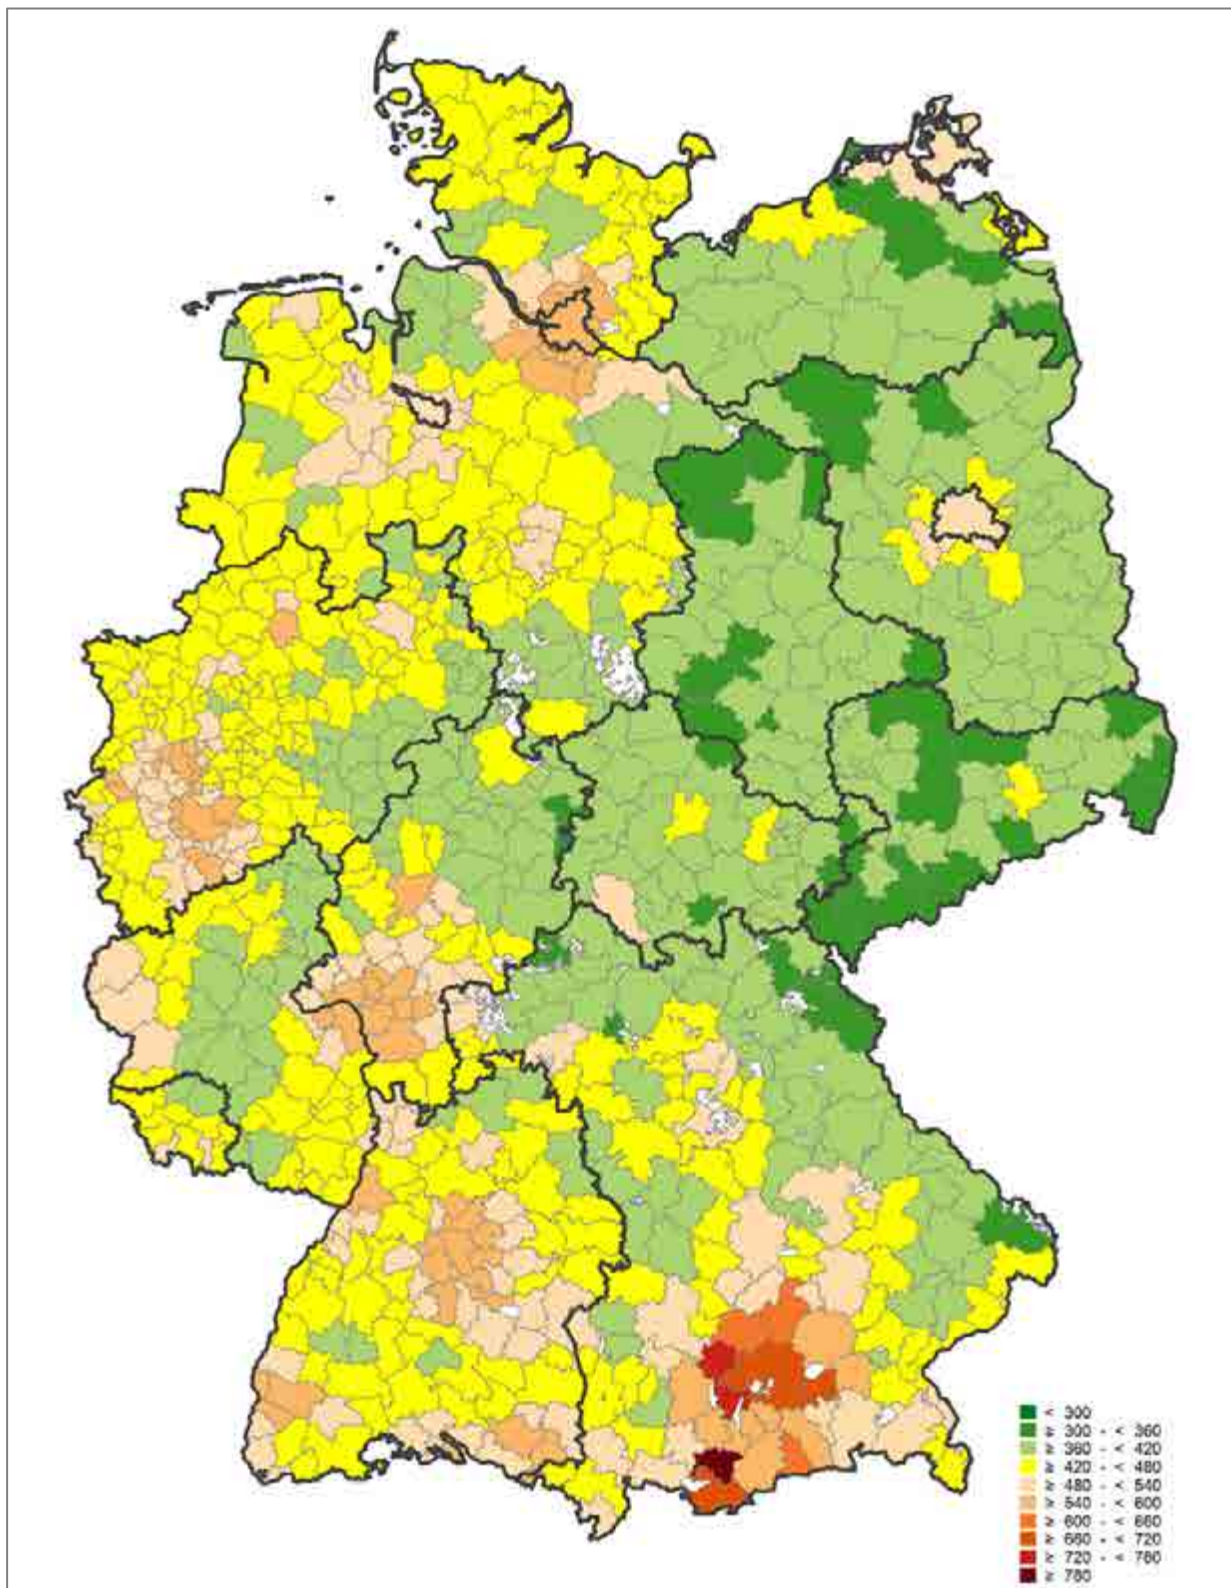 < 300
≥ 300 - < 360
≥ 360 - < 420
≥ 420 - < 480
≥ 480 - < 540
≥ 540 - < 600
≥ 600 - < 660
≥ 660 - < 720
≥ 720 - < 780
≥ 780